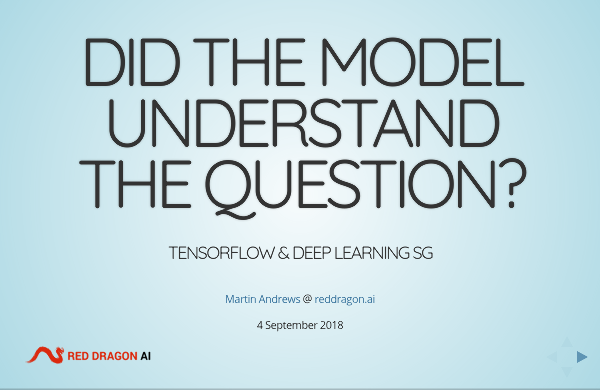 DID THE MODEL
UNDERSTAND
THE QUESTION?
TENSORFLOW & DEEP LEARNING SG
Martin Andrews @ reddragon.ai
4 September 2018
RED DRAGON AI